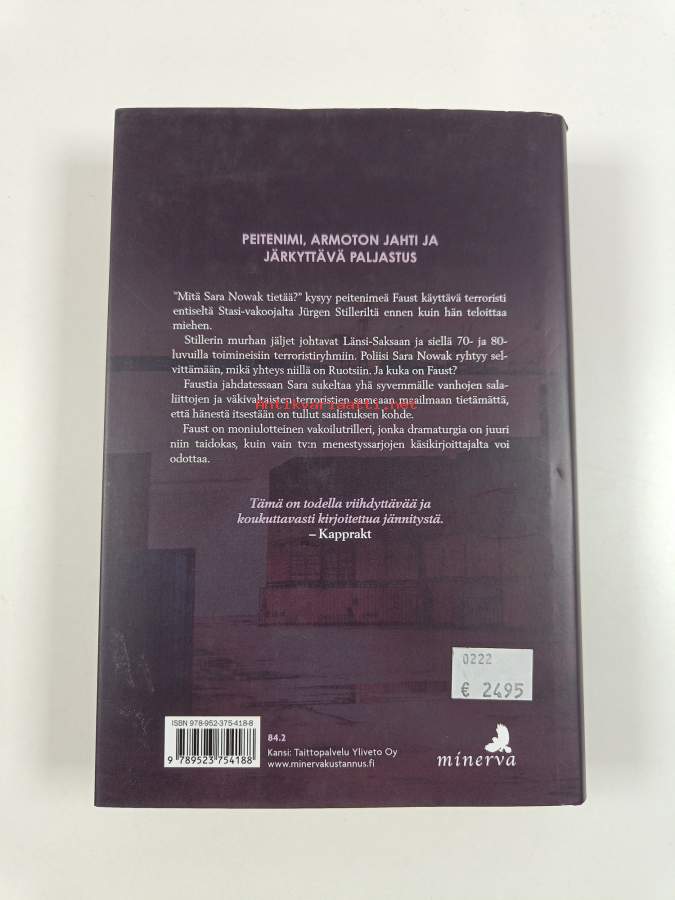 PEITENIMI, ARMOTON JAHTI JA
JÄRKYTTÄVÄ PALJASTUS
"Mitä Sara Nowak tietää?" kysyy peitenimeä Faust käyttävä terroristi
entiseltä Stasi-vakoojalta Jürgen Stilleriltä ennen kuin hän teloittaa
miehen.
Stillerin murhan jäljet johtavat Länsi-Saksaan ja siellä 70- ja 80-
luvuilla toimineisiin terroristiryhmiin. Poliisi Sara Nowak ryhtyy sel-
vittämään, mikä yhteys niillä on Ruotsiin. Ja kuka on Faust?
Faustia jahdatessaan Sara sukeltaa yhä syvemmälle vanhojen sala-
liittojen ja väkivaltaisten terroristien sameaan maailmaan tietämättä,
Antikvariaatti.net
että hänestä itsestään on tullut saalistuksen kohde.
Faust on moniulotteinen vakoilutrilleri, jonka dramaturgia on juuri
niin taidokas, kuin vain tv:n menestyssarjojen käsikirjoittajalta voi
odottaa.
Tämä on todella viihdyttävää ja
koukuttavasti kirjoitettua jännitystä.
– Kapprakt
0222
€ 2495
ISBN 978-952-375-418-8
9 789523 754188
84.2
Kansi: Taittopalvelu Yliveto Oy
www.minervakustannus.fi
minerva